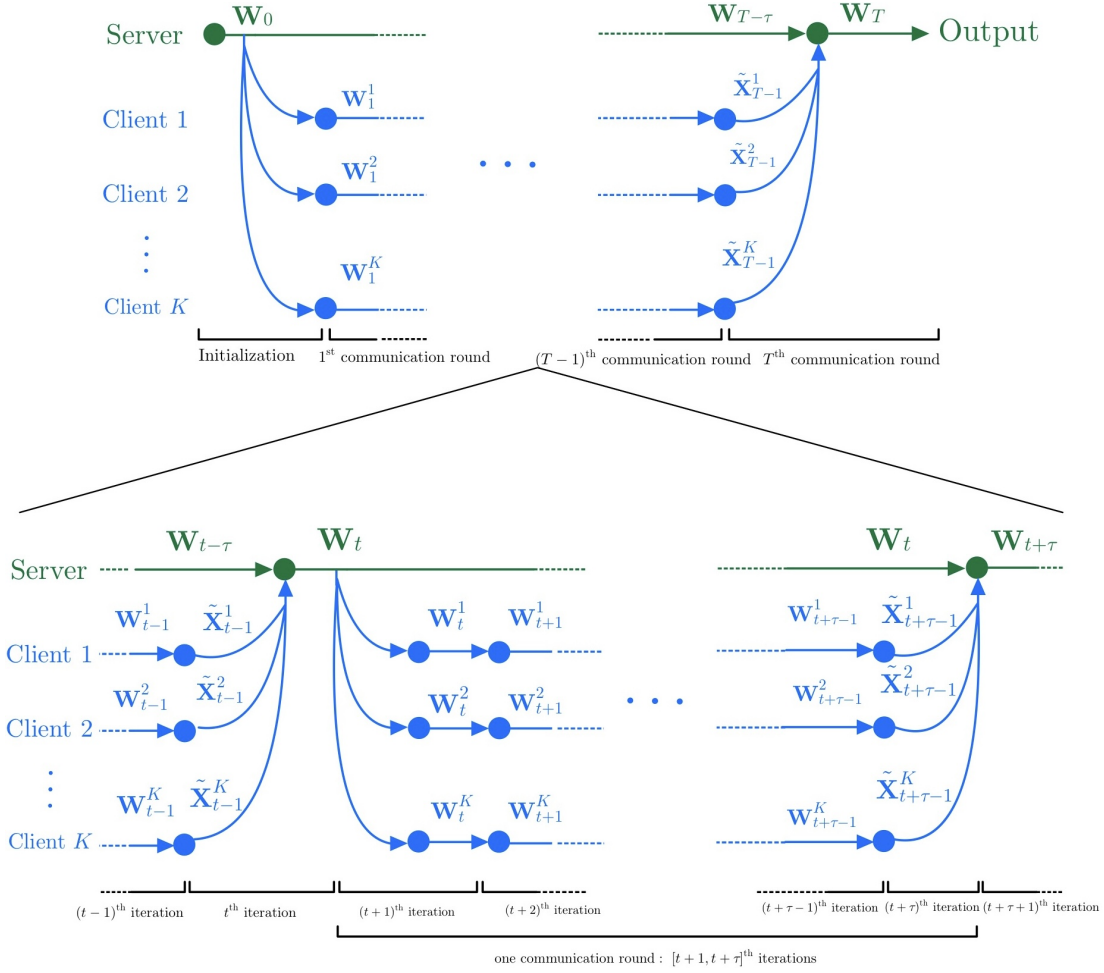 Server W_0 W_{T-τ} W_T Output
Client 1 W_1^1 X̃_{T-1}^1
Client 2 W_1^2 . . . X̃_{T-1}^2
⋮
Client K W_1^K X̃_{T-1}^K
Initialization 1^{st} communication round (T − 1)^{th} communication round T^{th} communication round
Server W_{t-τ} W_t W_t W_{t+τ}
Client 1 W_{t-1}^1 X̃_{t-1}^1 W_t^1 W_{t+1}^1 W_{t+τ-1}^1 X̃_{t+τ-1}^1
Client 2 W_{t-1}^2 X̃_{t-1}^2 W_t^2 W_{t+1}^2 . . . W_{t+τ-1}^2 X̃_{t+τ-1}^2
⋮
Client K W_{t-1}^K X̃_{t-1}^K W_t^K W_{t+1}^K W_{t+τ-1}^K X̃_{t+τ-1}^K
(t − 1)^{th} iteration t^{th} iteration (t + 1)^{th} iteration (t + 2)^{th} iteration (t + τ − 1)^{th} iteration (t + τ)^{th} iteration (t + τ + 1)^{th} iteration
one communication round : [t + 1, t + τ]^{th} iterations